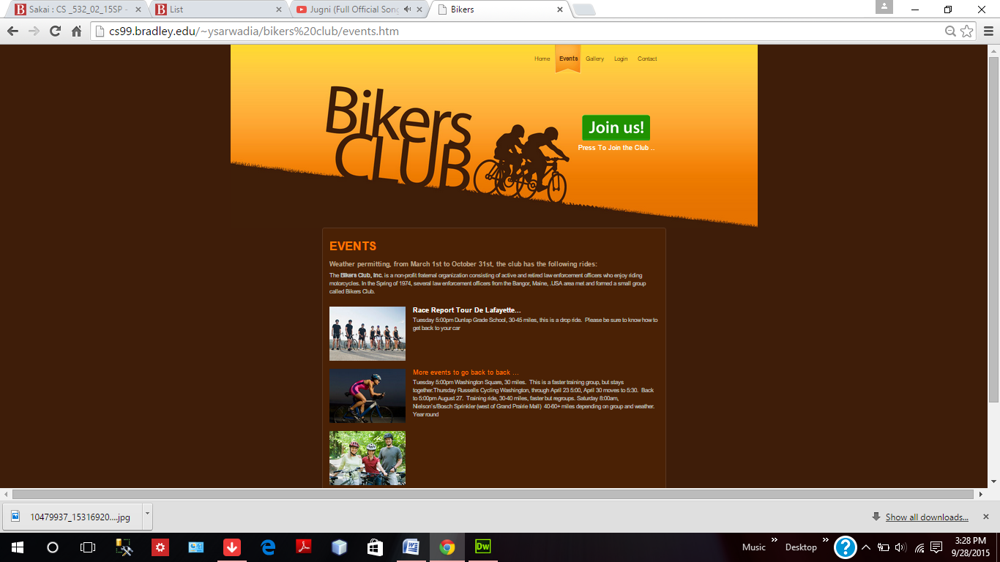 Sakai : CS _532_02_15SP -
List
Jugni (Full Official Song
Bikers
cs99.bradley.edu/~ysarwadia/bikers%20club/events.htm
Home Events Gallery Login Contact
Bikers
CLUB
Join us!
Press To Join the Club ..
EVENTS
Weather permitting, from March 1st to October 31st, the club has the following rides:
The Bikers Club, Inc. is a non-profit fraternal organization consisting of active and retired law enforcement officers who enjoy riding
motorcycles. In the Spring of 1974, several law enforcement officers from the Bangor, Maine, .USA area met and formed a small group
called Bikers Club.
Race Report Tour De Lafayette...
Tuesday 5:00pm Dunlap Grade School, 30-45 miles, this is a drop ride. Please be sure to know how to
get back to your car
More events to go back to back ...
Tuesday 5:00pm Washington Square, 30 miles. This is a faster training group, but stays
together.Thursday Russells Cycling Washington, through April 23 5:00, April 30 moves to 5:30. Back
to 5:00pm August 27. Training ride, 30-40 miles, faster but regroups. Saturday 8:00am,
Nielson's/Bosch Sprinkler (west of Grand Prairie Mall) 40-60+ miles depending on group and weather.
Year round
10479937_15316920....jpg
Show all downloads...
Music
Desktop
3:28 PM
9/28/2015
Dw